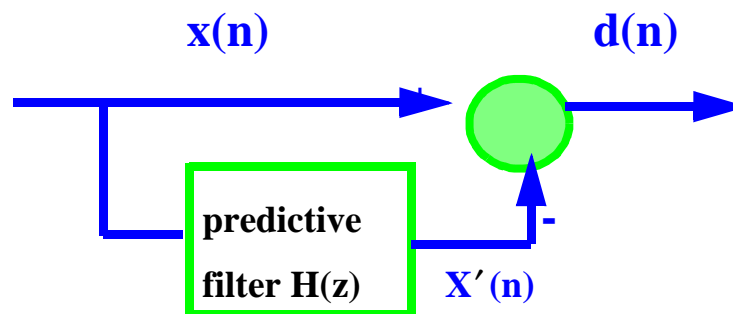 x(n)
d(n)
predictive
filter H(z)
-
X′(n)